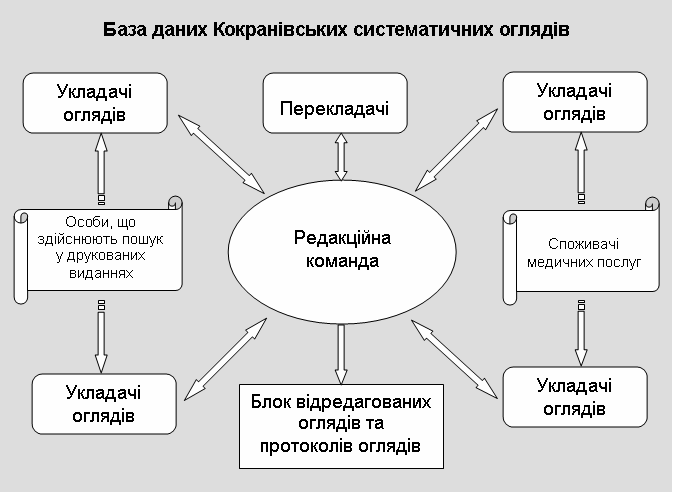 База даних Кокранівських систематичних оглядів
Укладачі
оглядів
Перекладачі
Укладачі
оглядів
Особи, що
здійснюють пошук
у друкованих
виданнях
Редакційна
команда
Споживачі
медичних послуг
Укладачі
оглядів
Блок відредагованих
оглядів та
протоколів оглядів
Укладачі
оглядів